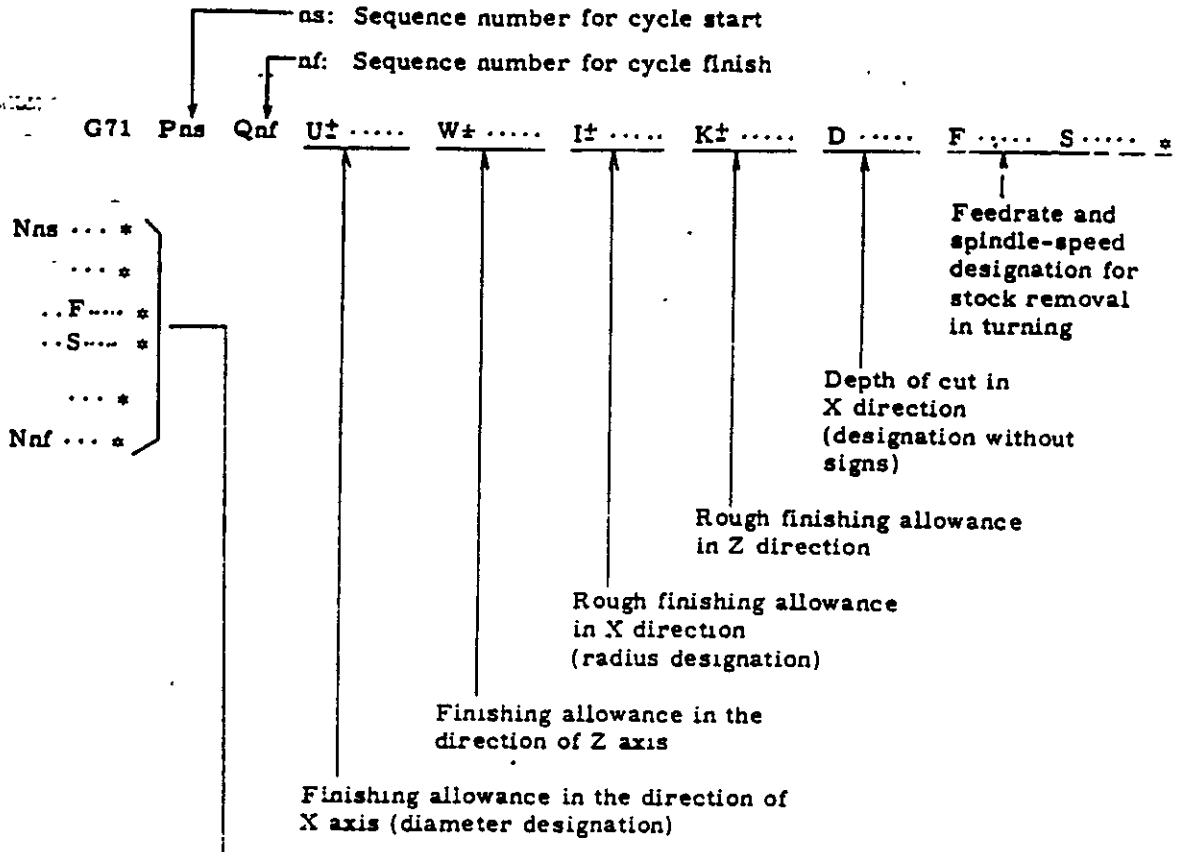 ns: Sequence number for cycle start
nf: Sequence number for cycle finish
G71 Pns Qnf U± ..... W± ..... I± ..... K± ..... D ..... F ..... S ..... *
Nns ... *
... *
..F..... *
..S..... *
... *
Nnf ... *
Feedrate and
spindle-speed
designation for
stock removal
in turning
Depth of cut in
X direction
(designation without
signs)
Rough finishing allowance
in Z direction
Rough finishing allowance
in X direction
(radius designation)
Finishing allowance in the
direction of Z axis
Finishing allowance in the direction of
X axis (diameter designation)